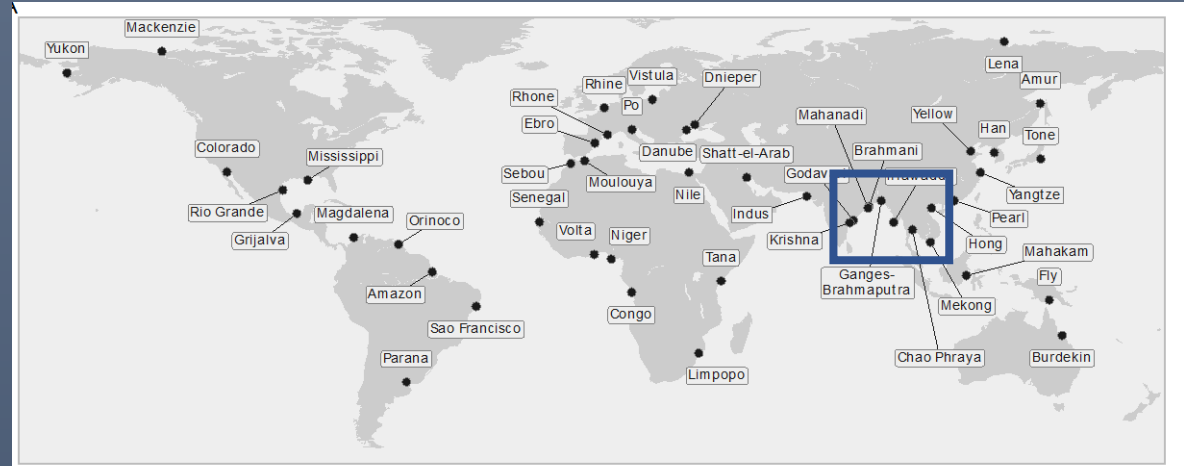 Mackenzie
Yukon
Colorado
Mississippi
Rio Grande
Grijalva
Magdalena
Orinoco
Amazon
Sao Francisco
Parana
Rhine
Vistula
Dnieper
Rhone
Po
Ebro
Danube
Shatt-el-Arab
Sebou
Moulouya
Nile
Senegal
Volta
Niger
Tana
Congo
Limpopo
Lena
Amur
Mahanadi
Yellow
Han
Tone
Brahmani
Yangtze
Indus
Krishna
Pearl
Hong
Mahakam
Ganges-
Brahmaputra
Mekong
Fly
Chao Phraya
Burdekin